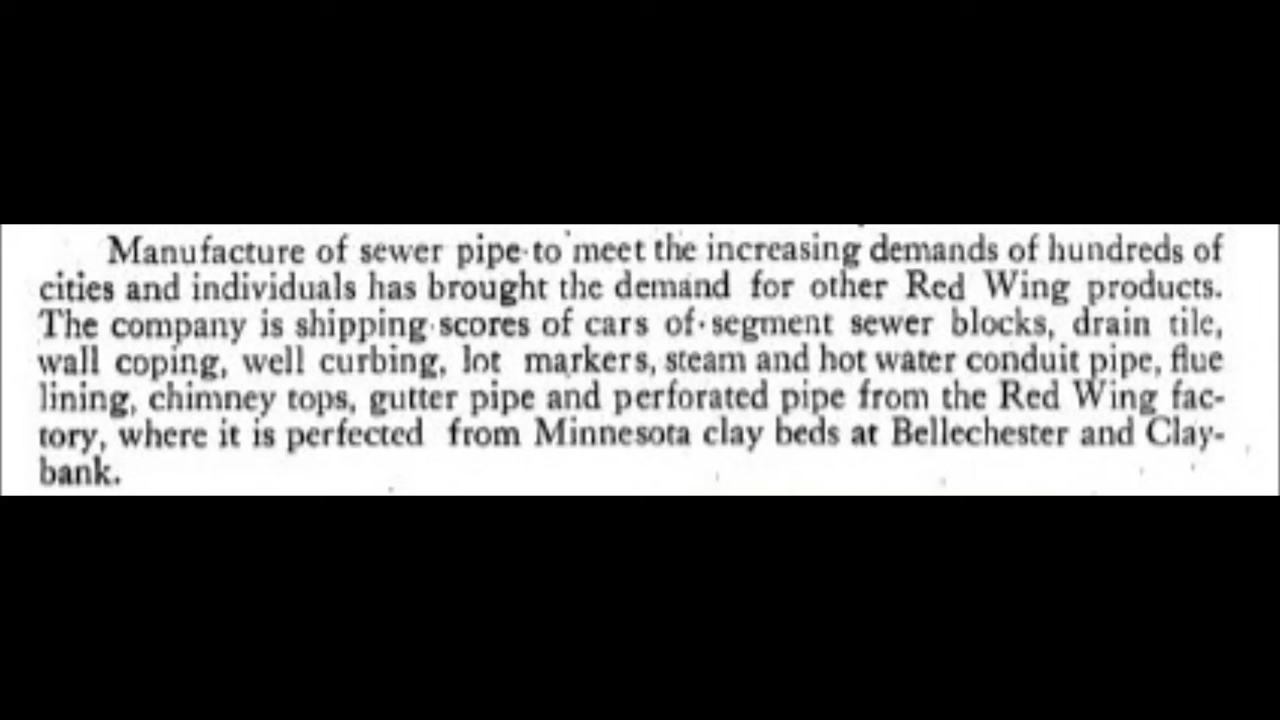 Manufacture of sewer pipe to meet the increasing demands of hundreds of
cities and individuals has brought the demand for other Red Wing products.
The company is shipping scores of cars of segment sewer blocks, drain tile,
wall coping, well curbing, lot markers, steam and hot water conduit pipe, flue
lining, chimney tops, gutter pipe and perforated pipe from the Red Wing fac-
tory, where it is perfected from Minnesota clay beds at Bellechester and Clay-
bank.